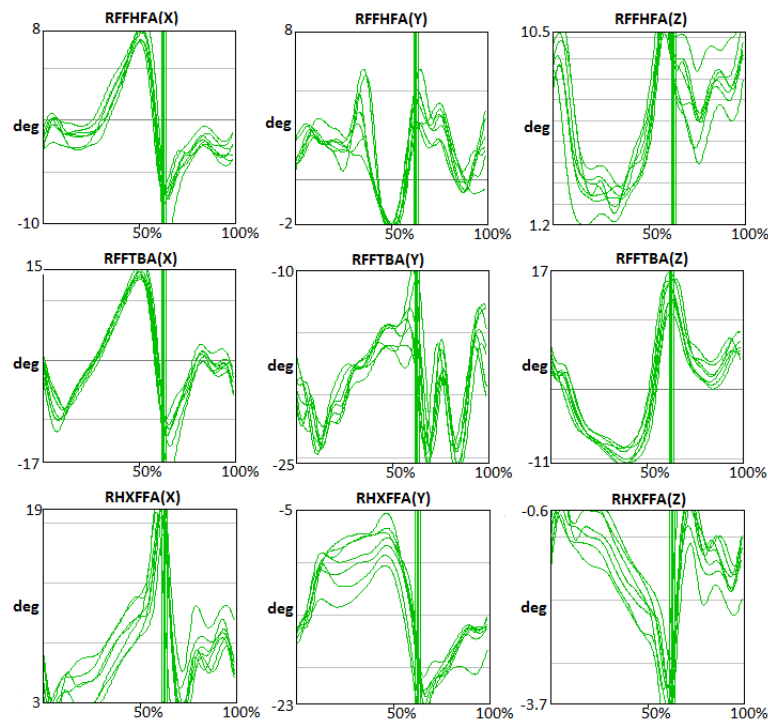 RFFHFA(X) RFFHFA(Y) RFFHFA(Z)
8 8 10.5
deg deg deg
-10 -2 1.2
50% 100% 50% 100% 50% 100%
RFFTBA(X) RFFTBA(Y) RFFTBA(Z)
15 -10 17
deg deg deg
-17 -25 -11
50% 100% 50% 100% 50% 100%
RHXFFA(X) RHXFFA(Y) RHXFFA(Z)
19 -5 -0.6
deg deg deg
3 -23 -3.7
50% 100% 50% 100% 50% 100%